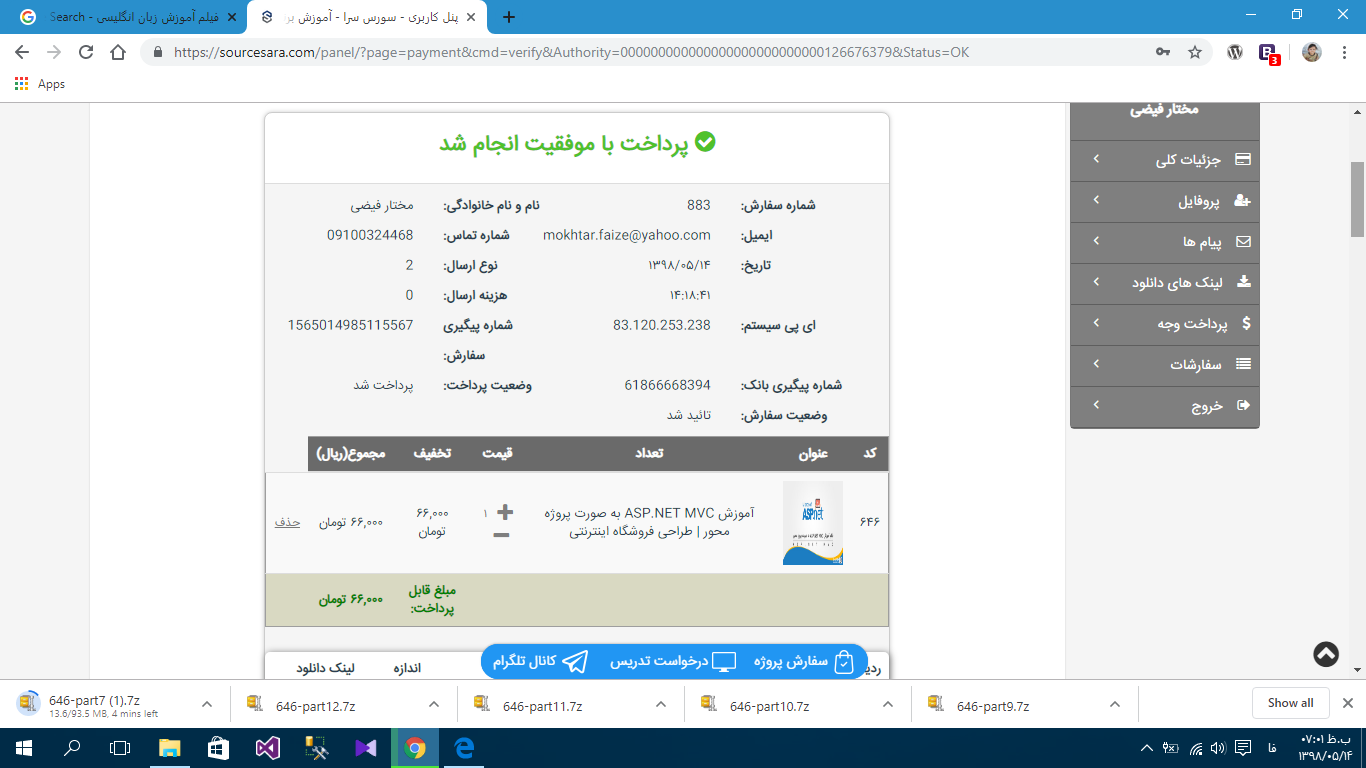 فیلم آموزش زبان انگلیسی - Search
پنل کاربری - سورس سرا - آموزش بر
https://sourcesara.com/panel/?page=payment&cmd=verify&Authority=000000000000000000000000000126676379&Status=OK
3
Apps
پرداخت با موفقیت انجام شد
شماره سفارش: 883 نام و نام خانوادگی: مختار فیضی
ایمیل: mokhtar.faize@yahoo.com شماره تماس: 09100324468
تاریخ: ۱۳۹۸/۰۵/۱۴ نوع ارسال: 2
۱۴:۱۸:۴۱ هزینه ارسال: 0
ای پی سیستم: 83.120.253.238 شماره پیگیری 1565014985115567
سفارش:
شماره پیگیری بانک: 61866668394 وضعیت پرداخت: پرداخت شد
وضعیت سفارش: تائید شد
کد عنوان تعداد قیمت تخفیف مجموع(ریال)
۶۴۶ آموزش ASP.NET MVC به صورت پروژه
محور | طراحی فروشگاه اینترنتی
۱ ۶۶,۰۰۰
تومان
۶۶,۰۰۰ تومان حذف
ASP.net
مبلغ قابل
پرداخت:
۶۶,۰۰۰ تومان
ردی اندازه لینک دانلود
سفارش پروژه درخواست تدریس کانال تلگرام
مختار فیضی
جزئیات کلی
پروفایل
پیام ها
لینک های دانلود
پرداخت وجه
سفارشات
خروج
646-part7 (1).7z
13.6/93.5 MB, 4 mins left
646-part12.7z
646-part11.7z
646-part10.7z
646-part9.7z
Show all
فا
ب.ظ ۰۷:۰۱
۱۳۹۸/۰۵/۱۴